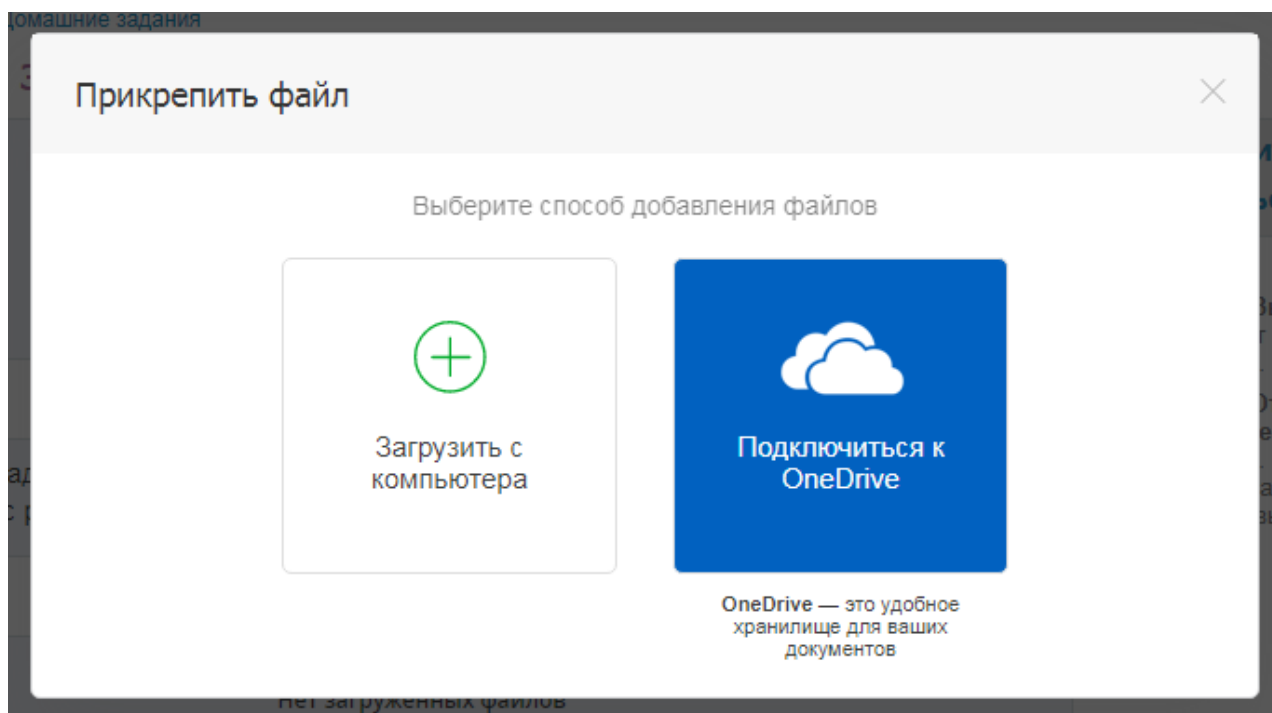 домашние задания
Прикрепить файл
Выберите способ добавления файлов
Загрузить с
компьютера
Подключиться к
OneDrive
OneDrive — это удобное
хранилище для ваших
документов
Нет загруженных файлов